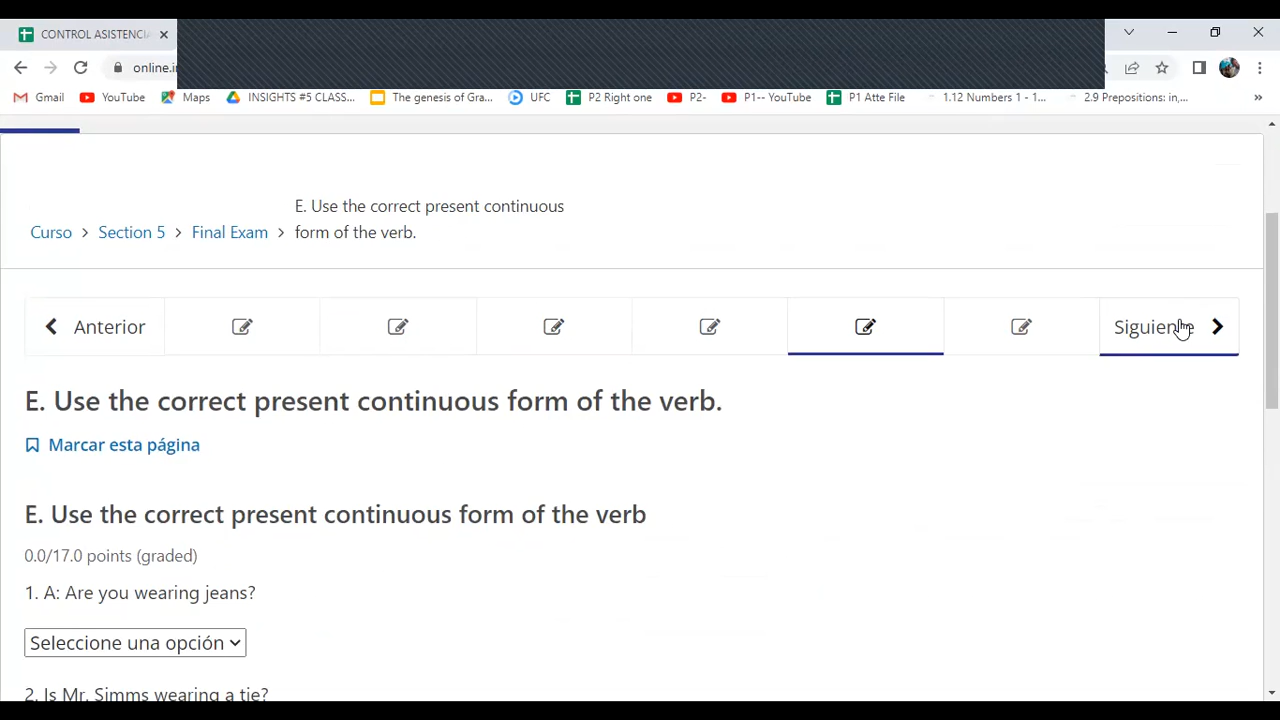 CONTROL ASISTENCI
online.i
Gmail YouTube Maps INSIGHTS #5 CLASS... The genesis of Gra... UFC P2 Right one P2- P1-- YouTube P1 Atte File 1.12 Numbers 1 - 1... 2.9 Prepositions: in,... »
E. Use the correct present continuous
Curso > Section 5 > Final Exam > form of the verb.
Anterior Siguiente
E. Use the correct present continuous form of the verb.
Marcar esta página
E. Use the correct present continuous form of the verb
0.0/17.0 points (graded)
1. A: Are you wearing jeans?
Seleccione una opción
2. Is Mr. Simms wearing a tie?